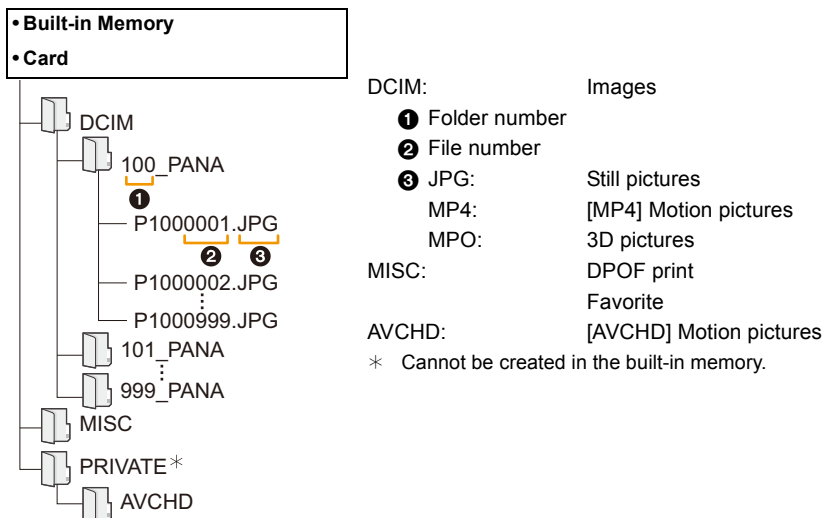 • Built-in Memory
• Card
DCIM
100_PANA
❶
P1000001.JPG
❷ ❸
P1000002.JPG
P1000999.JPG
101_PANA
999_PANA
MISC
PRIVATE＊
AVCHD
DCIM: Images
❶ Folder number
❷ File number
❸ JPG: Still pictures
MP4: [MP4] Motion pictures
MPO: 3D pictures
MISC: DPOF print
Favorite
AVCHD: [AVCHD] Motion pictures
＊ Cannot be created in the built-in memory.